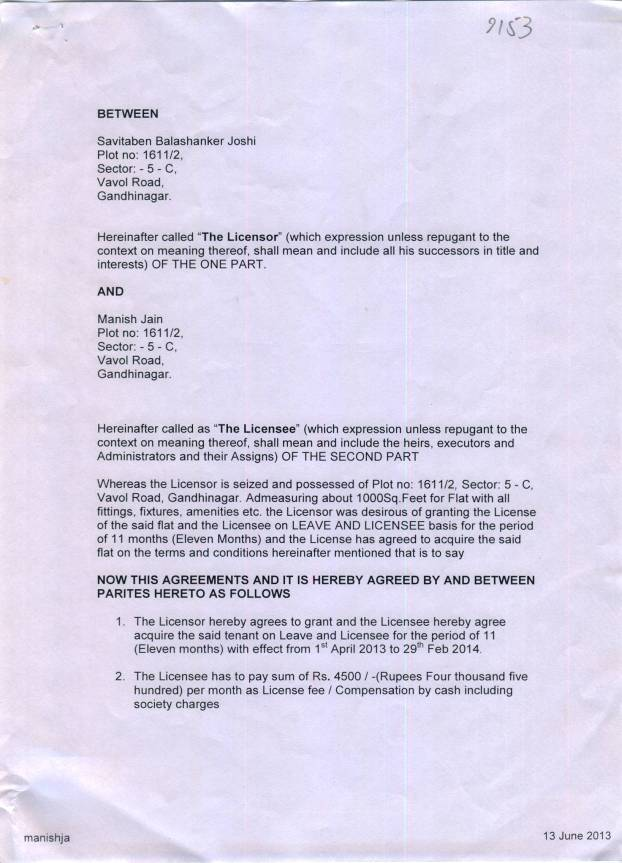 9153
BETWEEN
Savitaben Balashanker Joshi
Plot no: 1611/2,
Sector: - 5 - C,
Vavol Road,
Gandhinagar.
Hereinafter called “The Licensor” (which expression unless repugant to the
context on meaning thereof, shall mean and include all his successors in title and
interests) OF THE ONE PART.
AND
Manish Jain
Plot no: 1611/2,
Sector: - 5 - C,
Vavol Road,
Gandhinagar.
Hereinafter called as “The Licensee” (which expression unless repugant to the
context on meaning thereof, shall mean and include the heirs, executors and
Administrators and their Assigns) OF THE SECOND PART
Whereas the Licensor is seized and possessed of Plot no: 1611/2, Sector: 5 - C,
Vavol Road, Gandhinagar. Admeasuring about 1000Sq.Feet for Flat with all
fittings, fixtures, amenities etc. the Licensor was desirous of granting the License
of the said flat and the Licensee on LEAVE AND LICENSEE basis for the period
of 11 months (Eleven Months) and the License has agreed to acquire the said
flat on the terms and conditions hereinafter mentioned that is to say
NOW THIS AGREEMENTS AND IT IS HEREBY AGREED BY AND BETWEEN
PARITES HERETO AS FOLLOWS
1. The Licensor hereby agrees to grant and the Licensee hereby agree
acquire the said tenant on Leave and Licensee for the period of 11
(Eleven months) with effect from 1st April 2013 to 29th Feb 2014.
2. The Licensee has to pay sum of Rs. 4500 / -(Rupees Four thousand five
hundred) per month as License fee / Compensation by cash including
society charges
manishja
13 June 2013